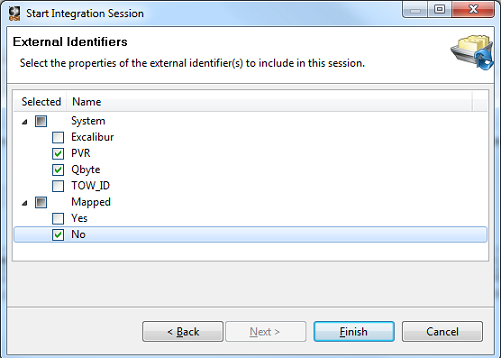 Start Integration Session
External Identifiers
Select the properties of the external identifier(s) to include in this session.
Selected Name
System
Excalibur
PVR
Qbyte
TOW_ID
Mapped
Yes
No
< Back Next > Finish Cancel